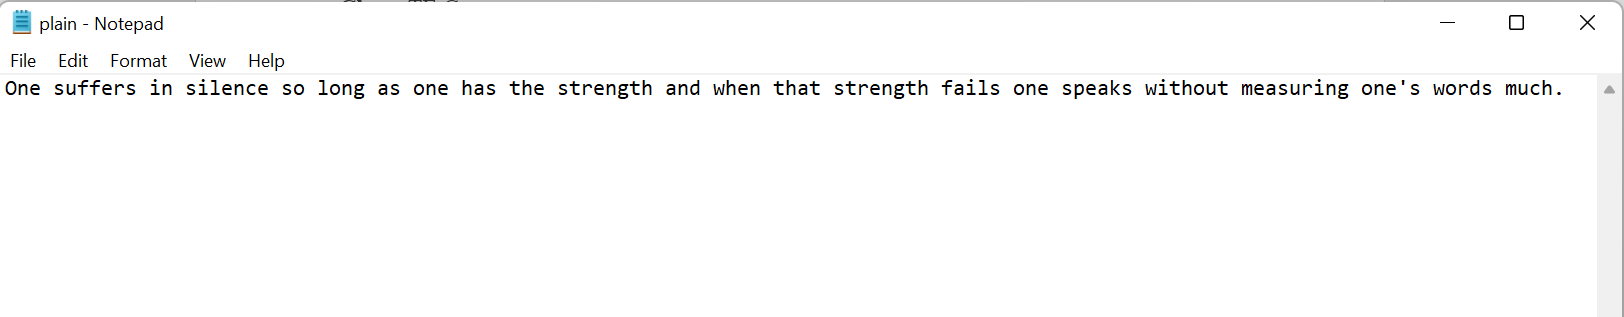 plain - Notepad
File Edit Format View Help
One suffers in silence so long as one has the strength and when that strength fails one speaks without measuring one's words much.